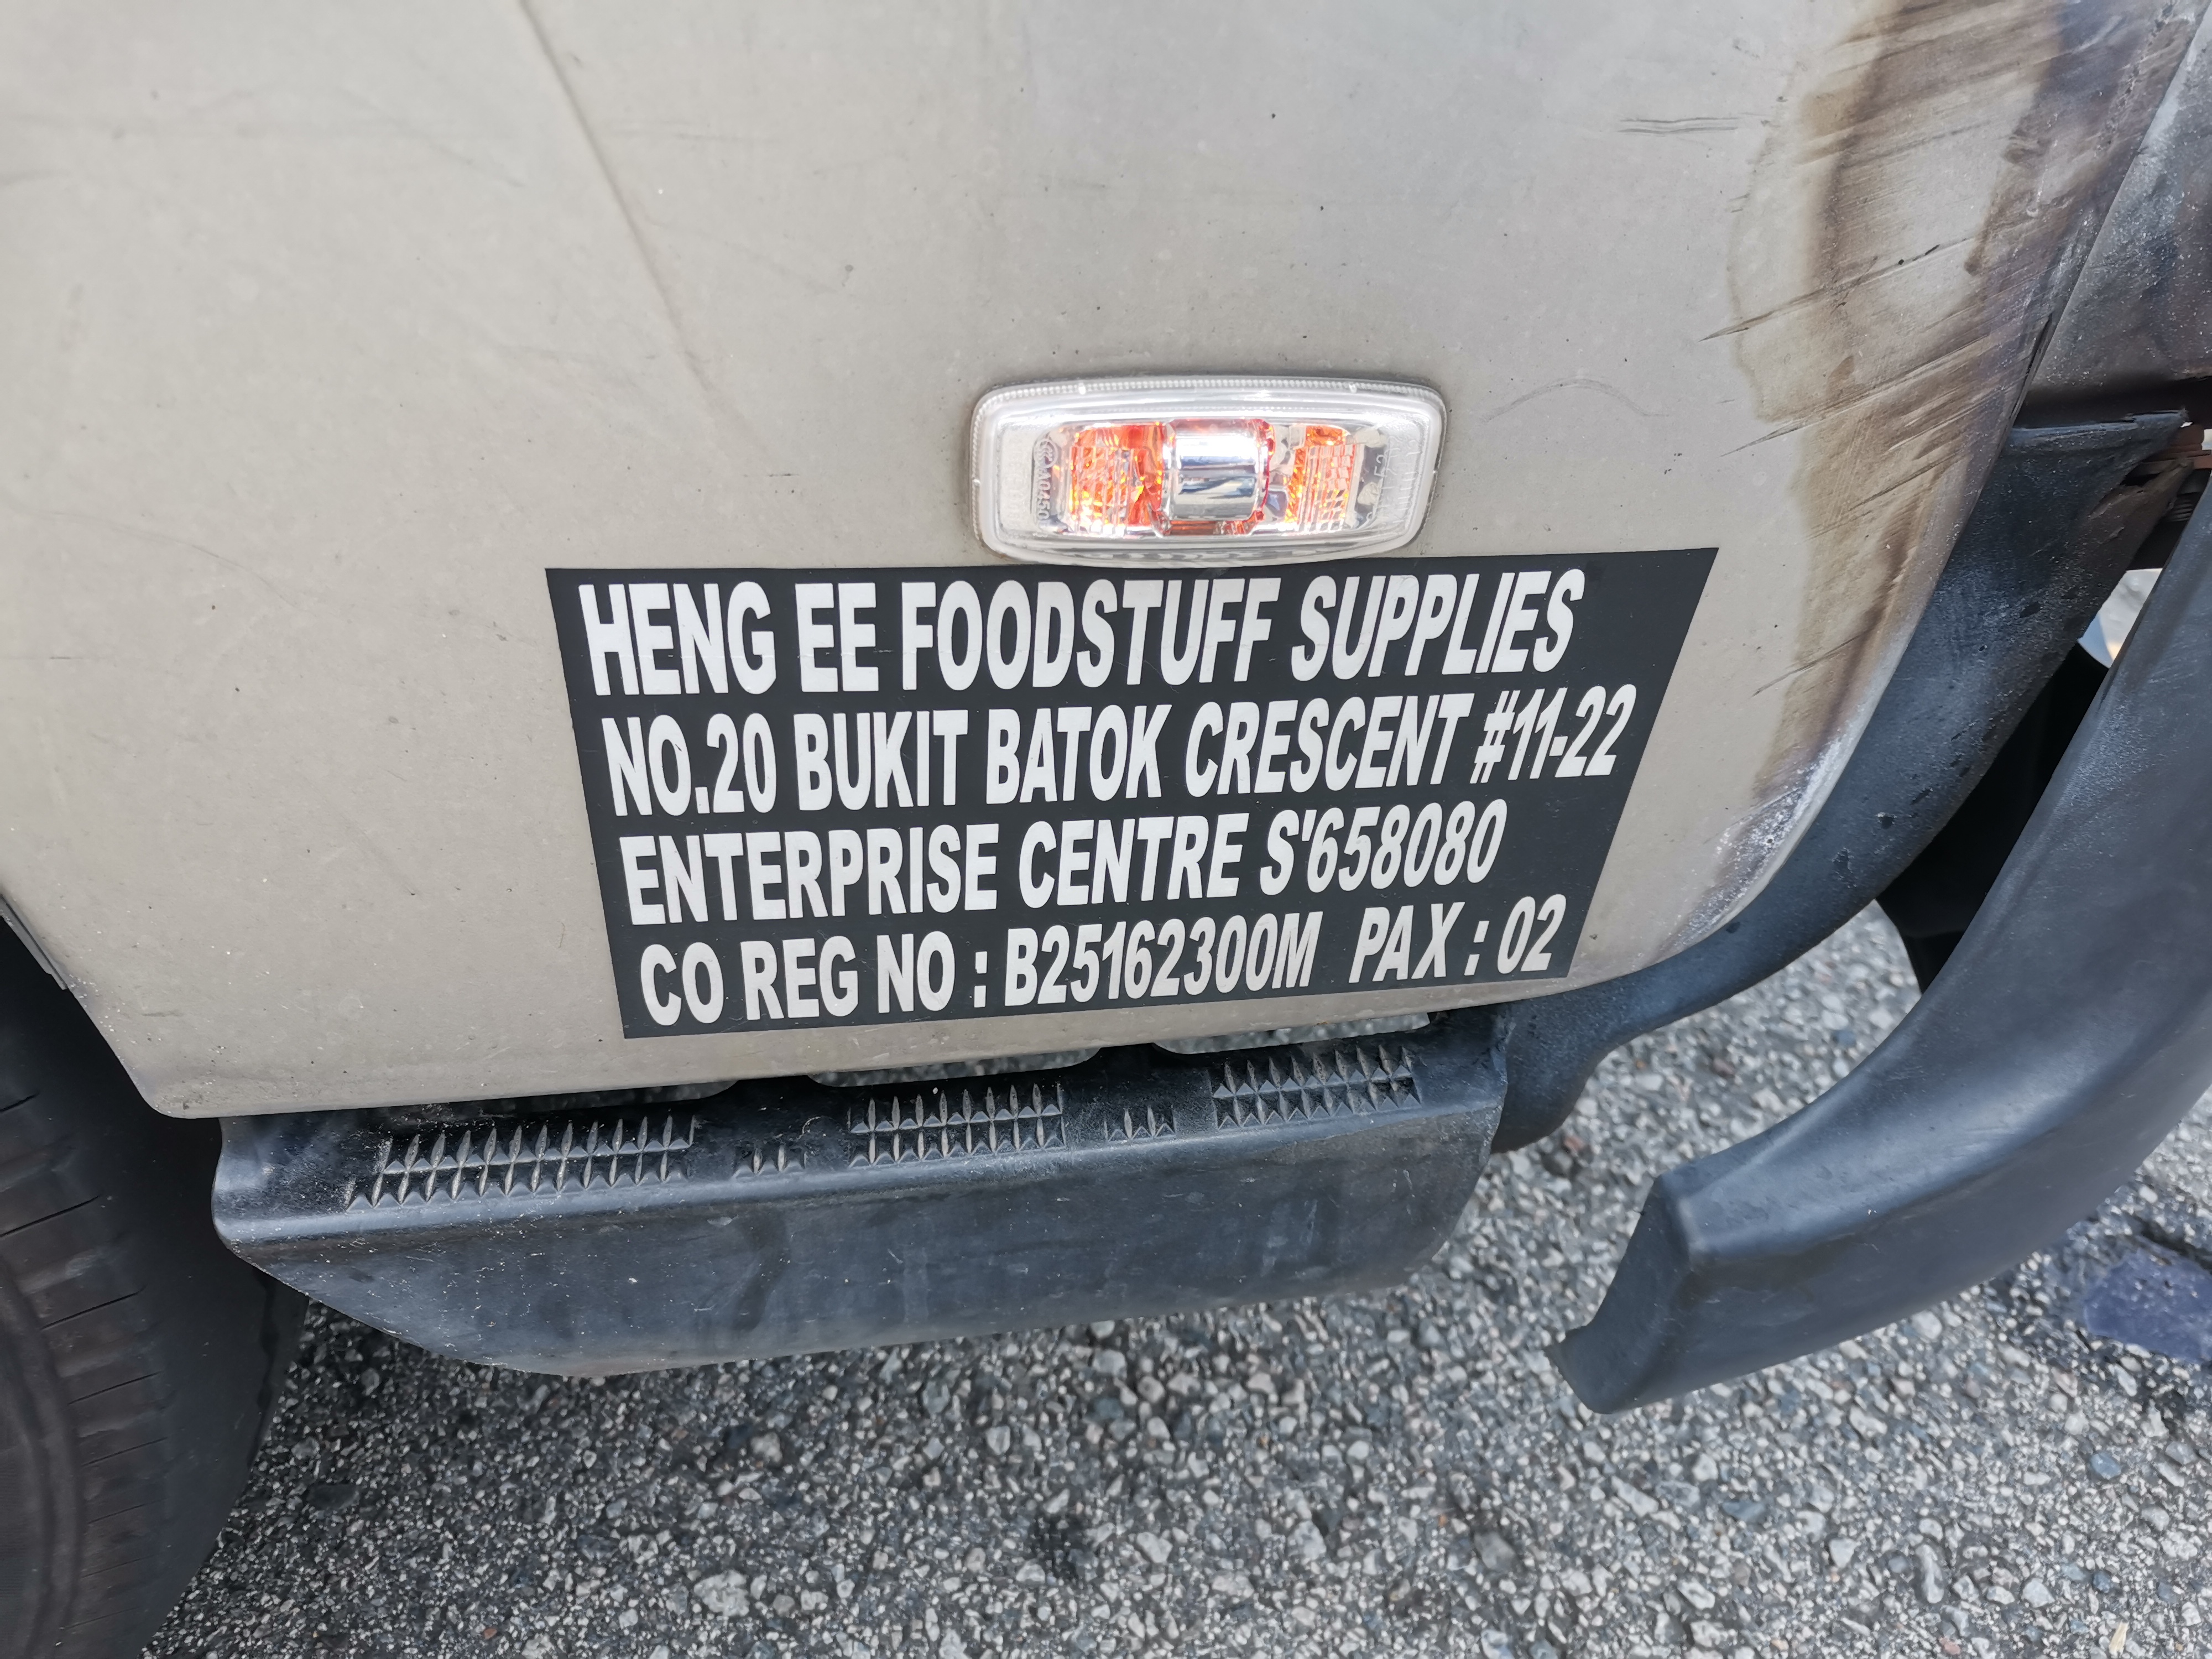 HENG EE FOODSTUFF SUPPLIES
NO.20 BUKIT BATOK CRESCENT #11-22
ENTERPRISE CENTRE S'658080
CO REG NO : B25162300M PAX : 02